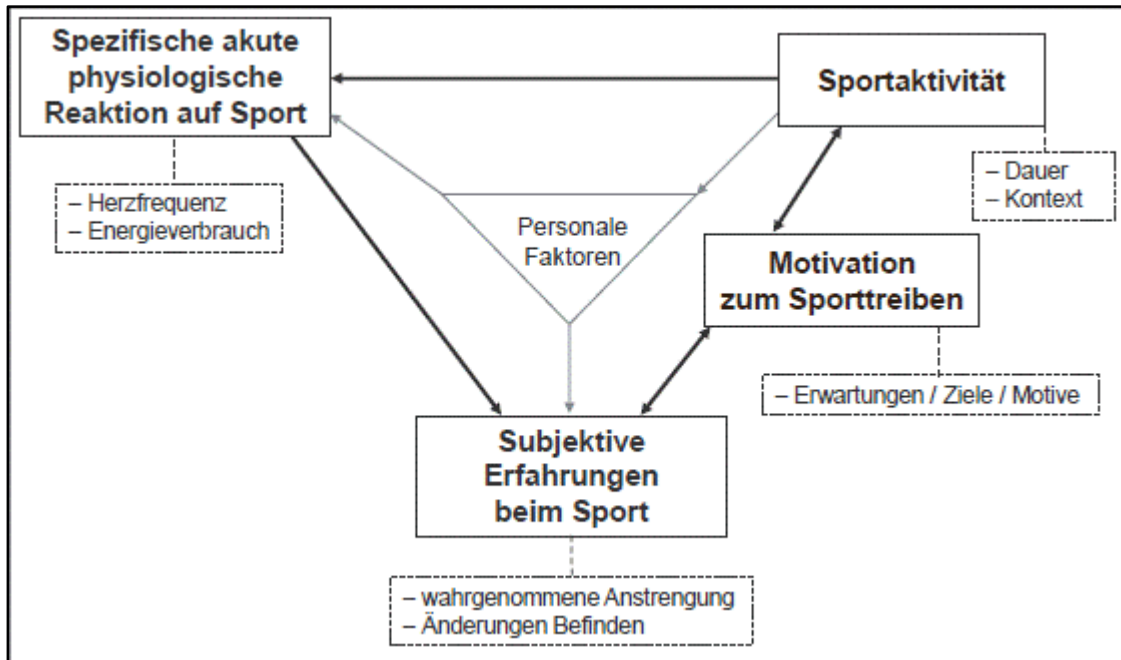 Spezifische akute
physiologische
Reaktion auf Sport
Sportaktivität
– Herzfrequenz
– Energieverbrauch
– Dauer
– Kontext
Personale
Faktoren
Motivation
zum Sporttreiben
– Erwartungen / Ziele / Motive
Subjektive
Erfahrungen
beim Sport
– wahrgenommene Anstrengung
– Änderungen Befinden